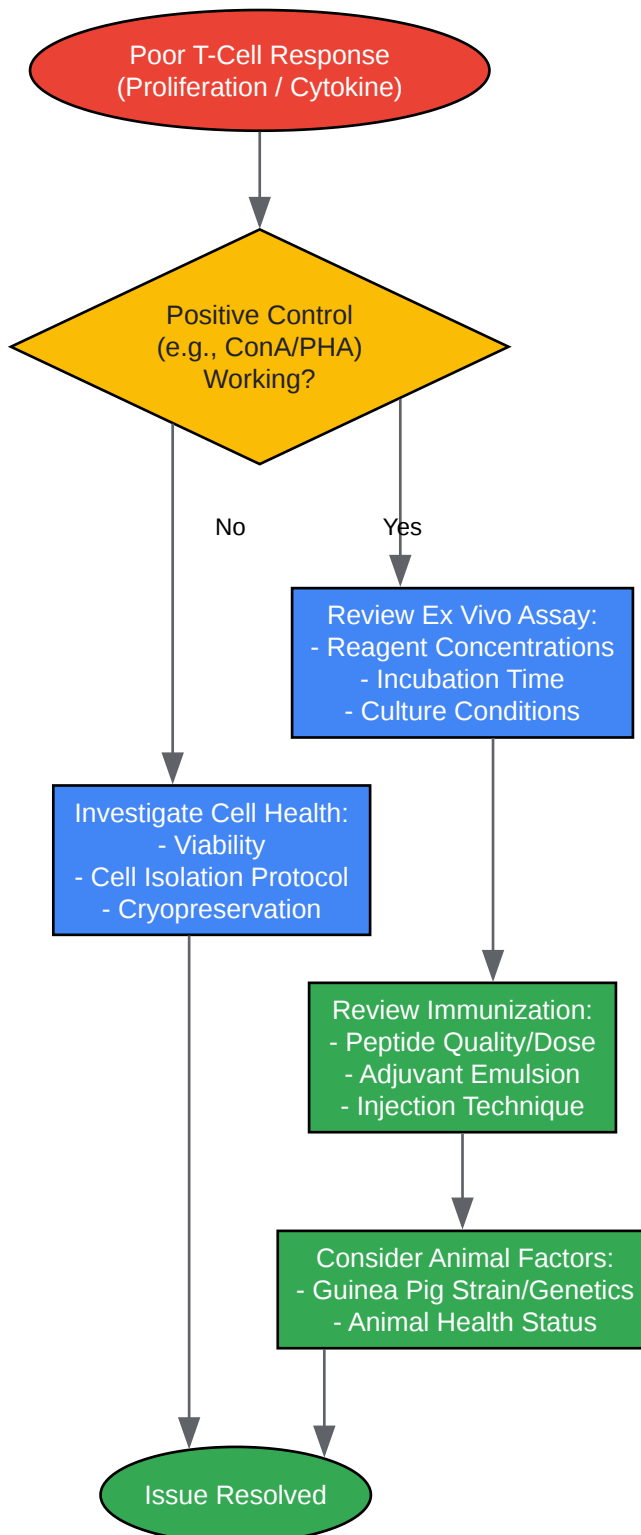 Poor T-Cell Response
(Proliferation / Cytokine)
Positive Control
(e.g., ConA/PHA)
Working?
No
Yes
Review Ex Vivo Assay:
- Reagent Concentrations
- Incubation Time
- Culture Conditions
Investigate Cell Health:
- Viability
- Cell Isolation Protocol
- Cryopreservation
Review Immunization:
- Peptide Quality/Dose
- Adjuvant Emulsion
- Injection Technique
Consider Animal Factors:
- Guinea Pig Strain/Genetics
- Animal Health Status
Issue Resolved